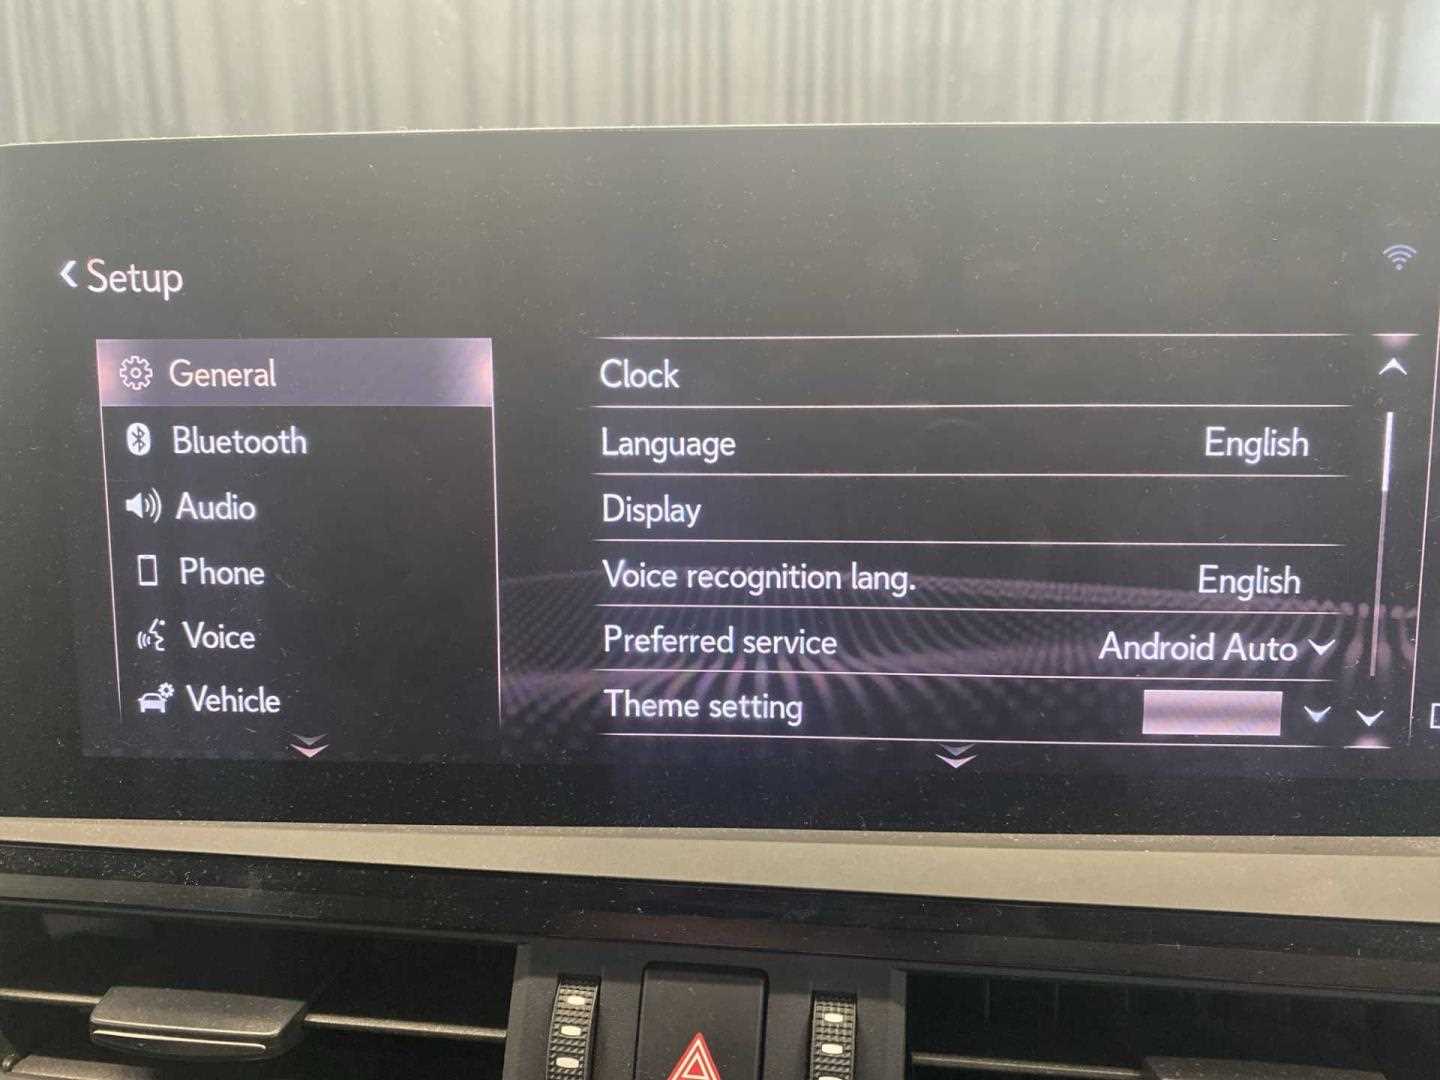 Setup
General
Bluetooth
Audio
Phone
Voice
Vehicle
Clock
Language English
Display
Voice recognition lang. English
Preferred service Android Auto
Theme setting